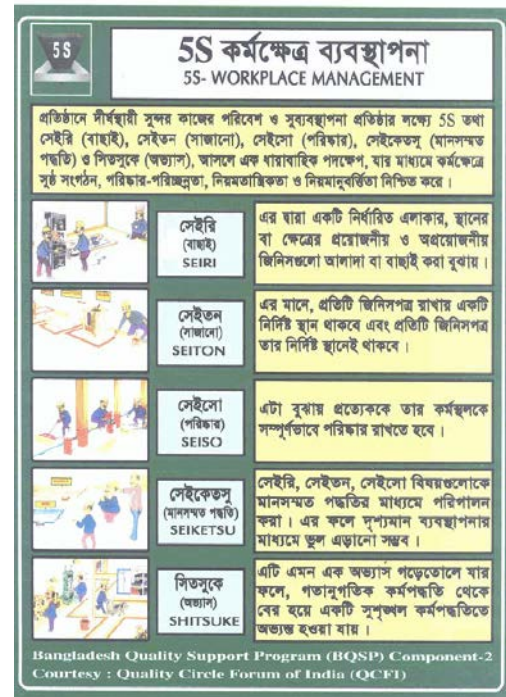 5S
5S কর্মক্ষেত্র ব্যবস্থাপনা
5S- WORKPLACE MANAGEMENT
প্রতিষ্ঠানে দীর্ঘস্থায়ী সুন্দর কাজের পরিবেশ ও সুব্যবস্থাপনা প্রতিষ্ঠার লক্ষ্যে 5S তথা
সেইরি (বাছাই), সেইতন (সাজানো), সেইসো (পরিষ্কার), সেইকেতসু (মানসম্মত
পদ্ধতি) ও সিতসুকে (অভ্যাস), আসলে এক ধারাবাহিক পদক্ষেপ, যার মাধ্যমে কর্মক্ষেত্রে
সুষ্ঠ সংগঠন, পরিষ্কার-পরিচ্ছন্নতা, নিয়মতান্ত্রিকতা ও নিয়মানুবর্ত্তিতা নিশ্চিত করে ।
সেইরি
(বাছাই)
SEIRI
এর দ্বারা একটি নির্ধারিত এলাকার, স্থানের
বা ক্ষেত্রের প্রয়োজনীয় ও অপ্রয়োজনীয়
জিনিসগুলো আলাদা বা বাছাই করা বুঝায় ।
সেইতন
(সাজানো)
SEITON
এর মানে, প্রতিটি জিনিসপত্র রাখার একটি
নির্দিষ্ট স্থান থাকবে এবং প্রতিটি জিনিসপত্র
তার নির্দিষ্ট স্থানেই থাকবে ।
সেইসো
(পরিষ্কার)
SEISO
এটা বুঝায় প্রত্যেককে তার কর্মস্থলকে
সম্পূর্ণভাবে পরিষ্কার রাখতে হবে ।
সেইকেতসু
(মানসম্মত পদ্ধতি)
SEIKETSU
সেইরি, সেইতন, সেইসো বিষয়গুলোকে
মানসম্মত পদ্ধতির মাধ্যমে পরিপালন
করা । এর ফলে দৃশ্যমান ব্যবস্থাপনার
মাধ্যমে ভুল এড়ানো সম্ভব ।
সিতসুকে
(অভ্যাস)
SHITSUKE
এটি এমন এক অভ্যাস গড়েতোলে যার
ফলে, গতানুগতিক কর্মপদ্ধতি থেকে
বের হয়ে একটি সুশৃঙ্খল কর্মপদ্ধতিতে
অভ্যস্ত হওয়া যায় ।
Bangladesh Quality Support Program (BQSP) Component-2
Courtesy : Quality Circle Forum of India (QCFI)